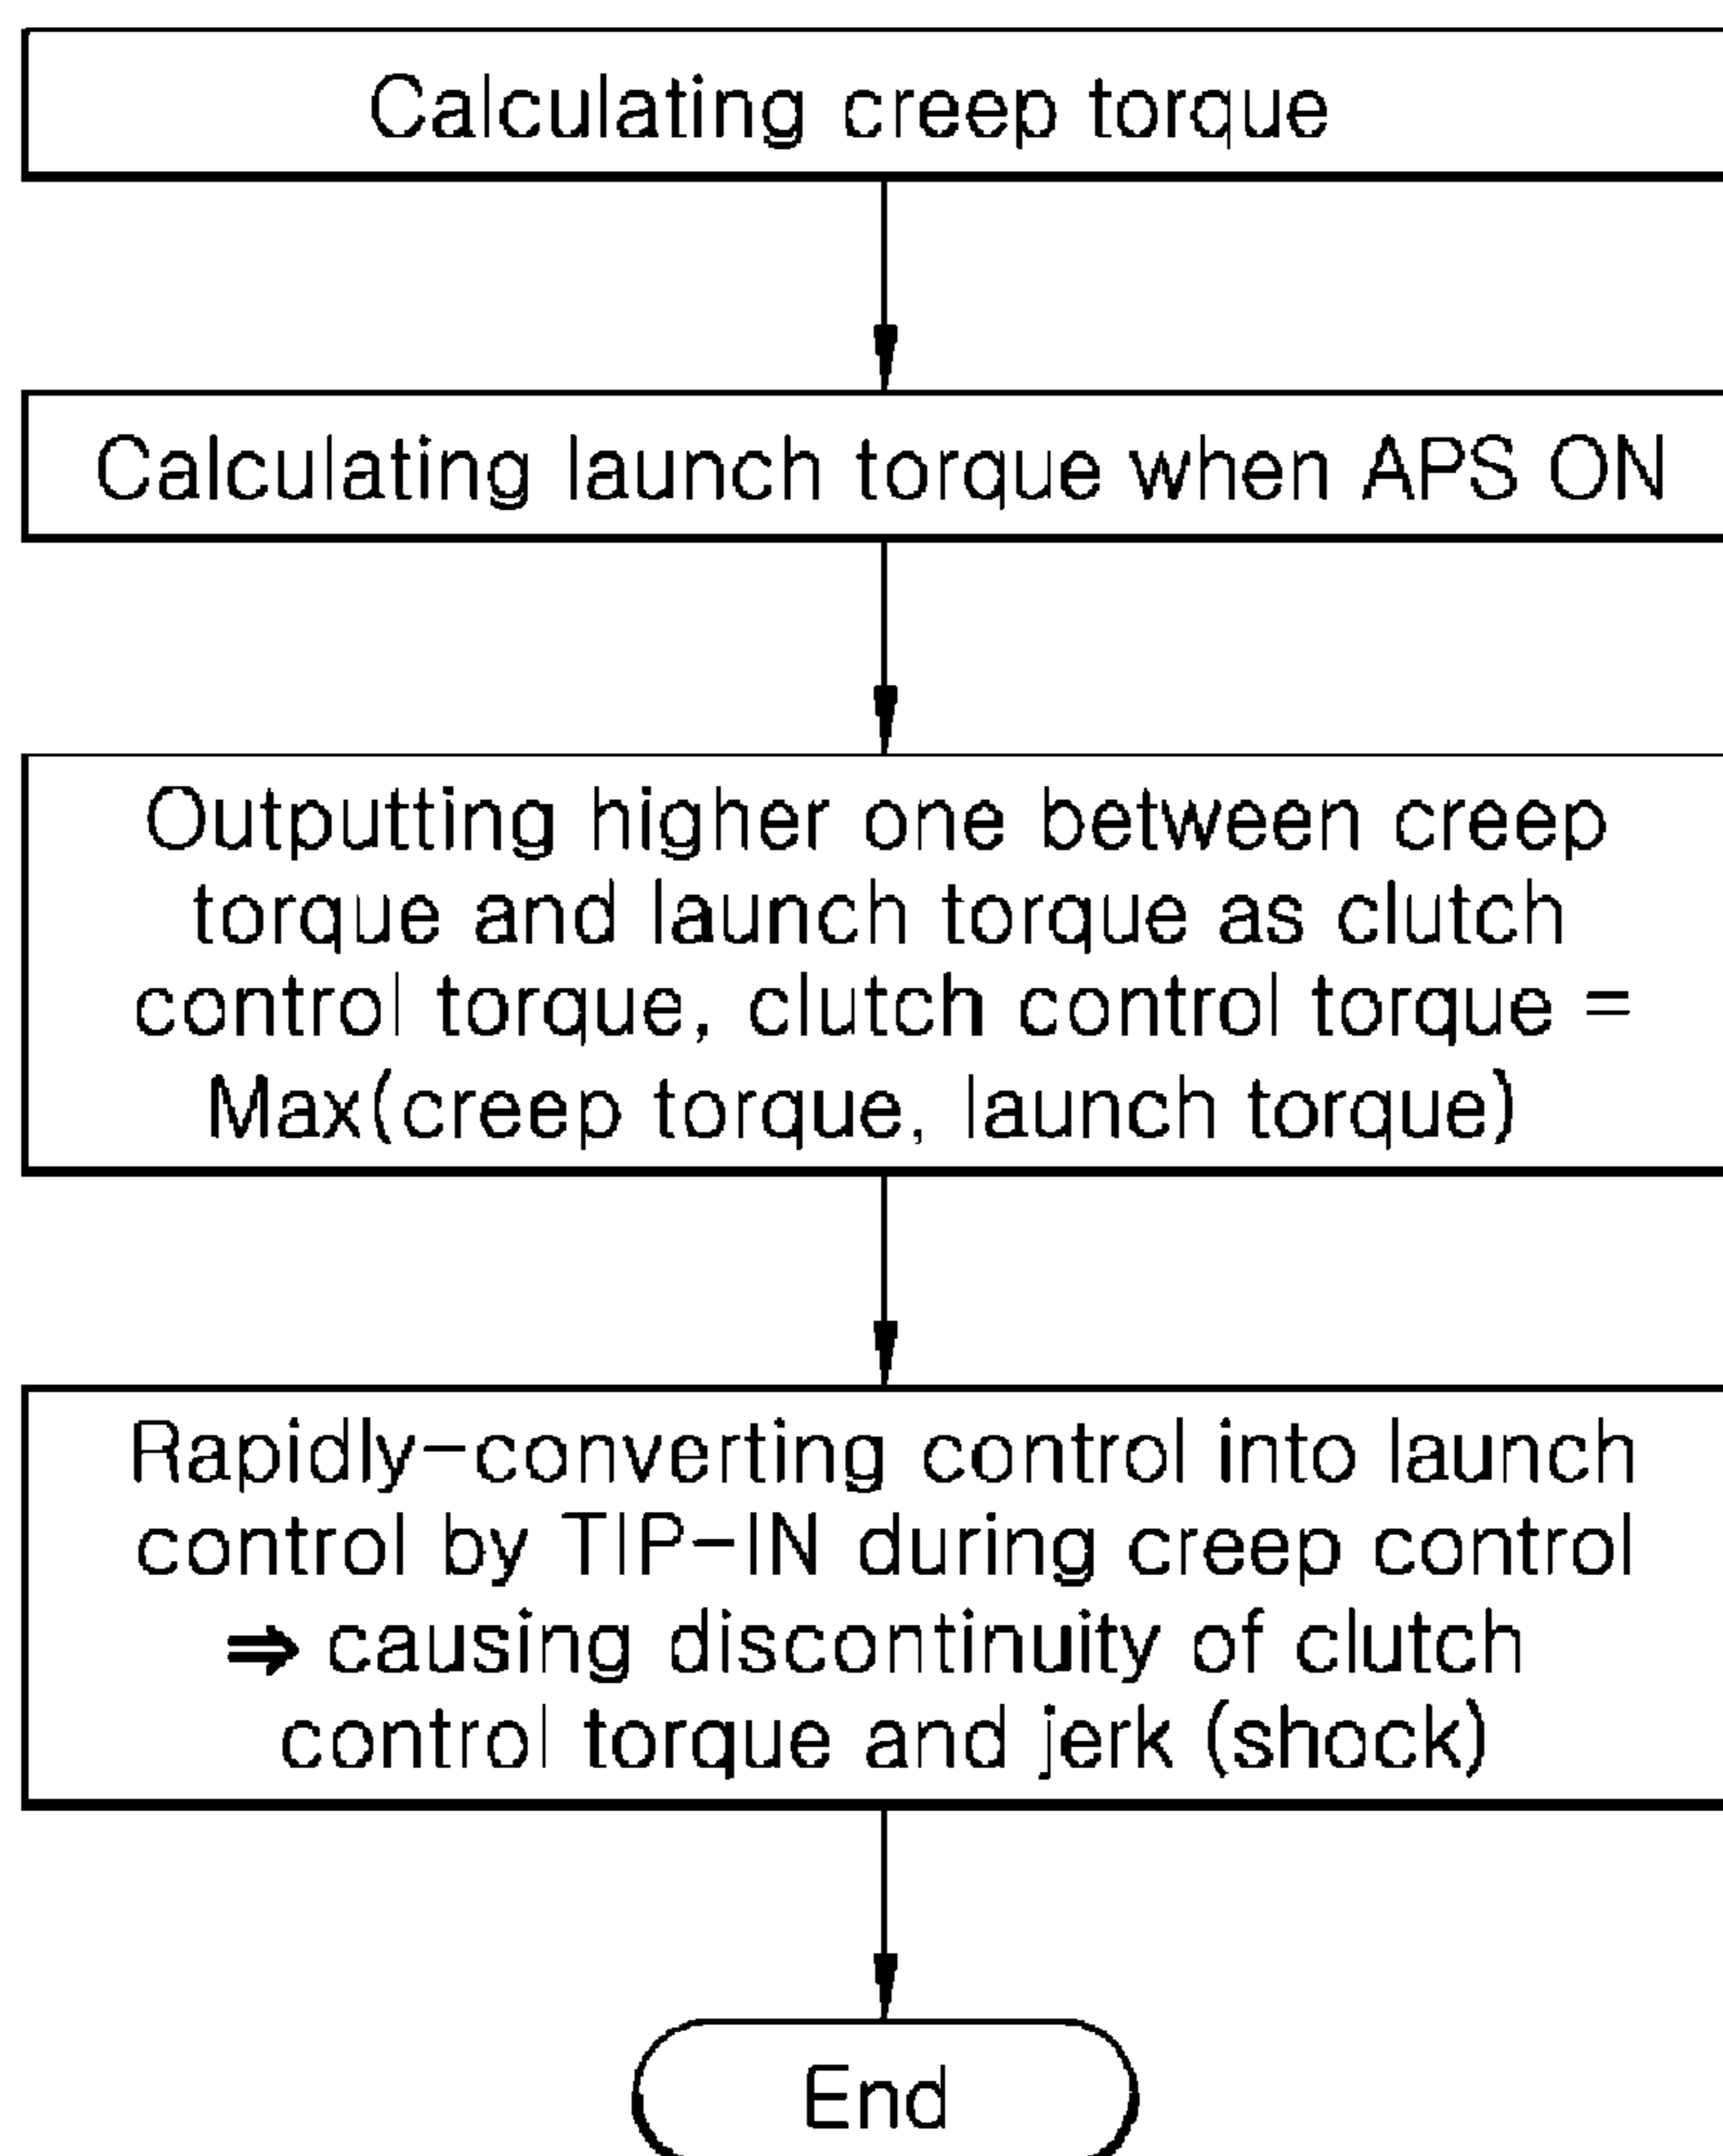 Calculating creep torque
Calculating launch torque when APS ON
Outputting higher one between creep
torque and launch torque as clutch
control torque, clutch control torque =
Max(creep torque, launch torque)
Rapidly-converting control into launch
control by TIP-IN during creep control
⇒ causing discontinuity of clutch
control torque and jerk (shock)
End